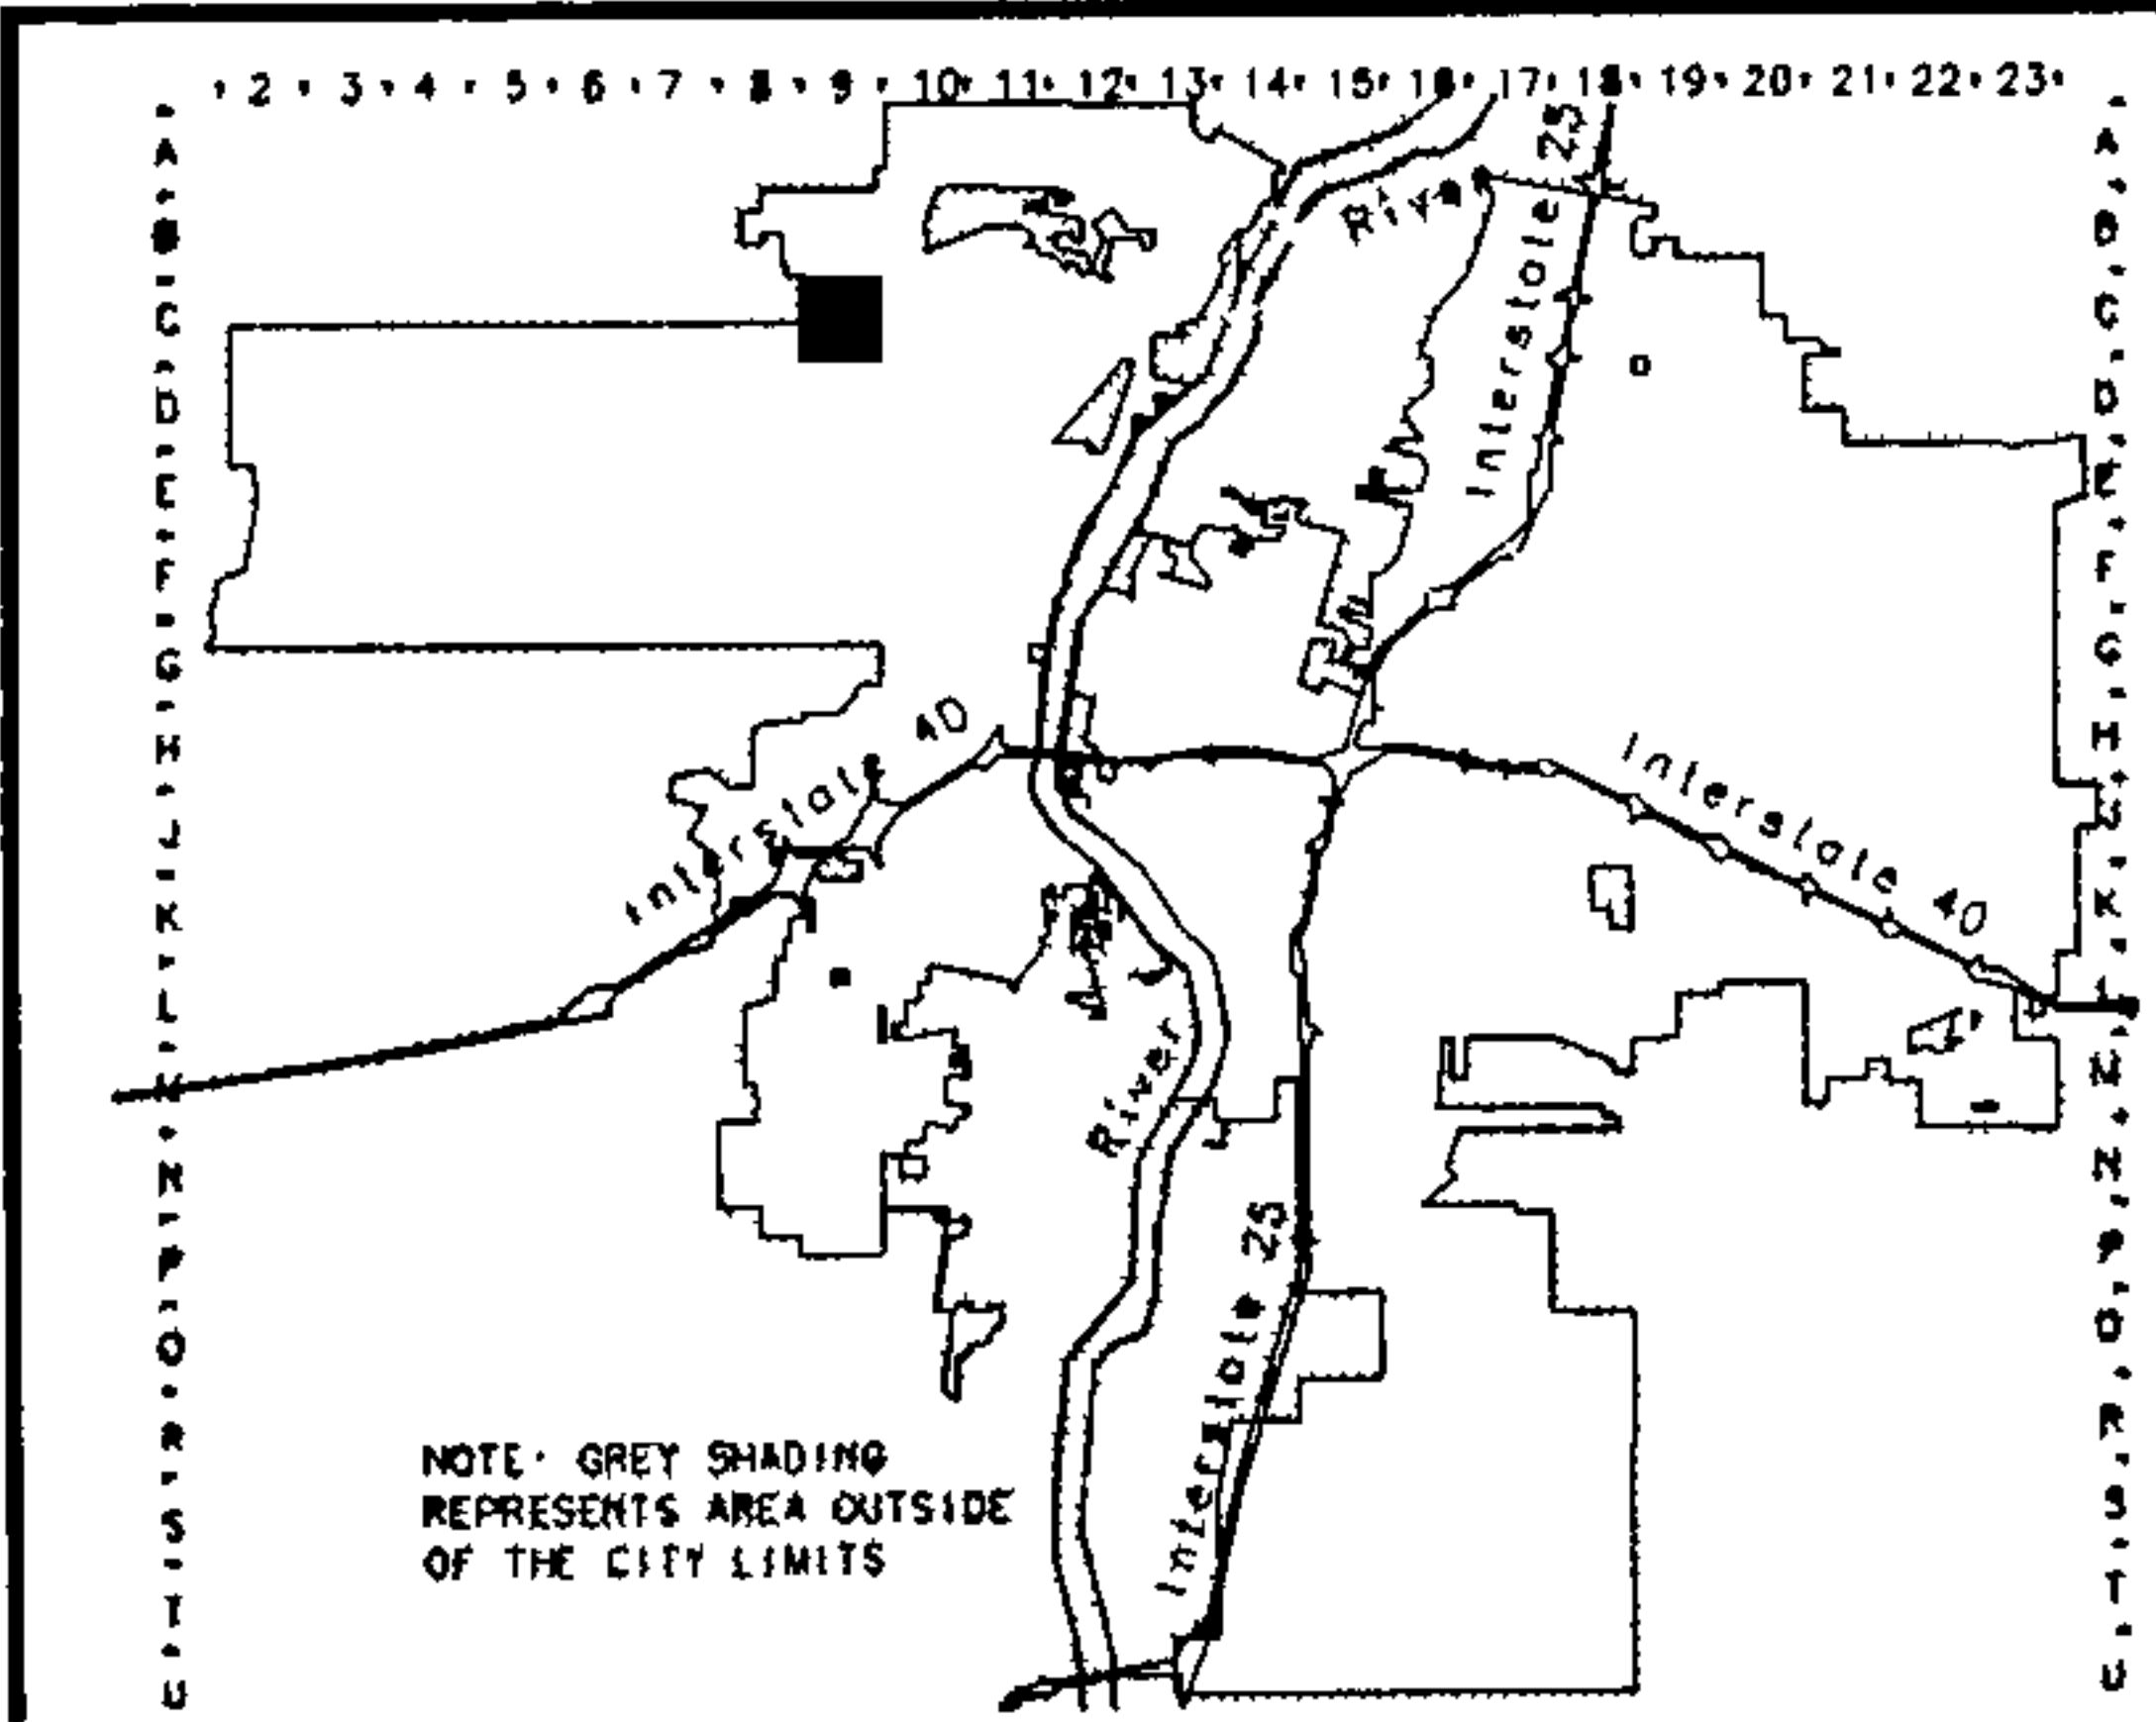 2 3 4 5 6 7 8 9 10 11 12 13 14 15 16 17 18 19 20 21 22 23
A A
B B
C C
D D
E E
F F
G G
H H
J J
K K
L L
M M
N N
P P
Q Q
R R
S S
T T
U U
River
Interstate 25
Interstate 40
Interstate 40
River
Interstate 25
NOTE: GREY SHADING
REPRESENTS AREA OUTSIDE
OF THE CITY LIMITS